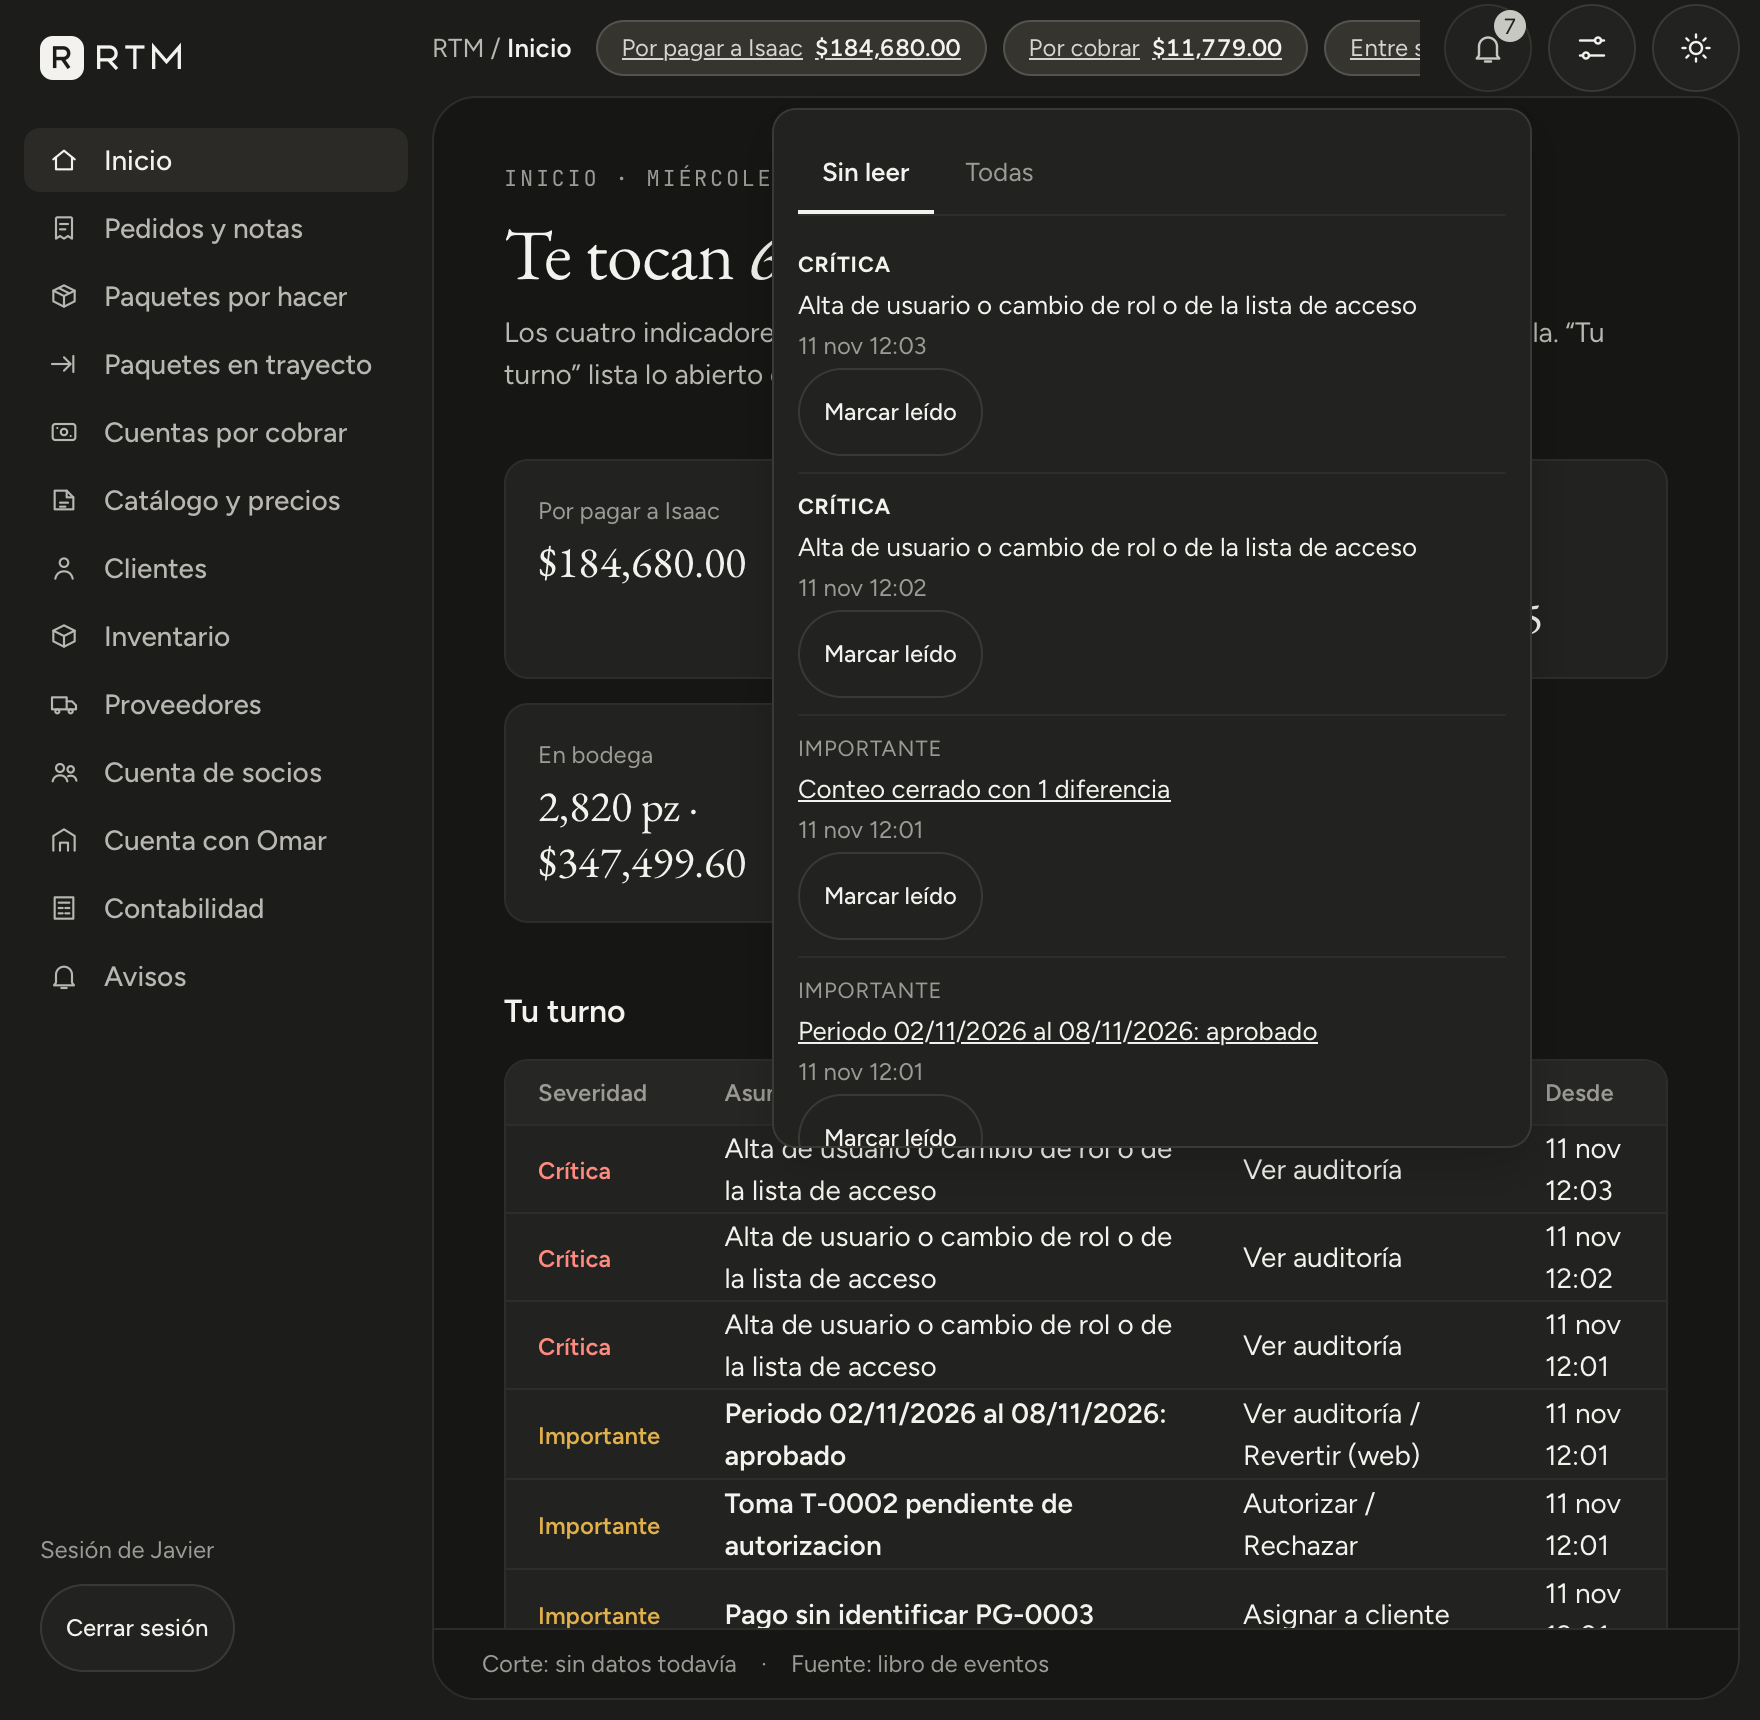 R RTM
RTM / Inicio
Por pagar a Isaac $184,680.00
Por cobrar $11,779.00
Entre
7
Inicio
Pedidos y notas
Paquetes por hacer
Paquetes en trayecto
Cuentas por cobrar
Catálogo y precios
Clientes
Inventario
Proveedores
Cuenta de socios
Cuenta con Omar
Contabilidad
Avisos
Sesión de Javier
Cerrar sesión
INICIO · MIÉRCOLE
Te tocan 6
Los cuatro indicadore
la. “Tu
turno” lista lo abierto
Por pagar a Isaac
$184,680.00
5
En bodega
2,820 pz ·
$347,499.60
Sin leer
Todas
CRÍTICA
Alta de usuario o cambio de rol o de la lista de acceso
11 nov 12:03
Marcar leído
CRÍTICA
Alta de usuario o cambio de rol o de la lista de acceso
11 nov 12:02
Marcar leído
IMPORTANTE
Conteo cerrado con 1 diferencia
11 nov 12:01
Marcar leído
IMPORTANTE
Periodo 02/11/2026 al 08/11/2026: aprobado
11 nov 12:01
Marcar leído
Tu turno
Severidad
Desde
Crítica
Alta de usuario o cambio de rol o de
la lista de acceso
Ver auditoría
11 nov
12:03
Crítica
Alta de usuario o cambio de rol o de
la lista de acceso
Ver auditoría
11 nov
12:02
Crítica
Alta de usuario o cambio de rol o de
la lista de acceso
Ver auditoría
11 nov
12:01
Importante
Periodo 02/11/2026 al 08/11/2026:
aprobado
Ver auditoría /
Revertir (web)
11 nov
12:01
Importante
Toma T-0002 pendiente de
autorizacion
Autorizar /
Rechazar
11 nov
12:01
Importante
Pago sin identificar PG-0003
Asignar a cliente
11 nov
Corte: sin datos todavía · Fuente: libro de eventos